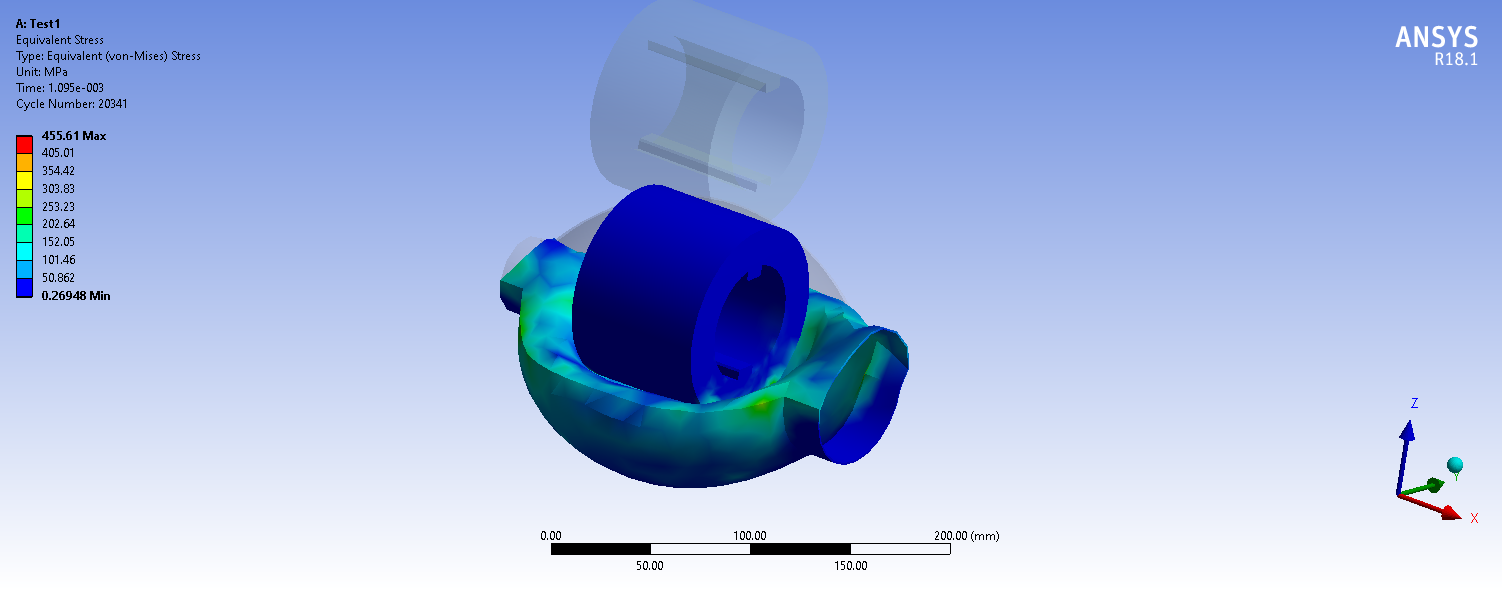 A: Test1
Equivalent Stress
Type: Equivalent (von-Mises) Stress
Unit: MPa
Time: 1.095e-003
Cycle Number: 20341
455.61 Max
405.01
354.42
303.83
253.23
202.64
152.05
101.46
50.862
0.26948 Min
ANSYS
R18.1
Z
Y
X
0.00 100.00 200.00 (mm)
50.00 150.00